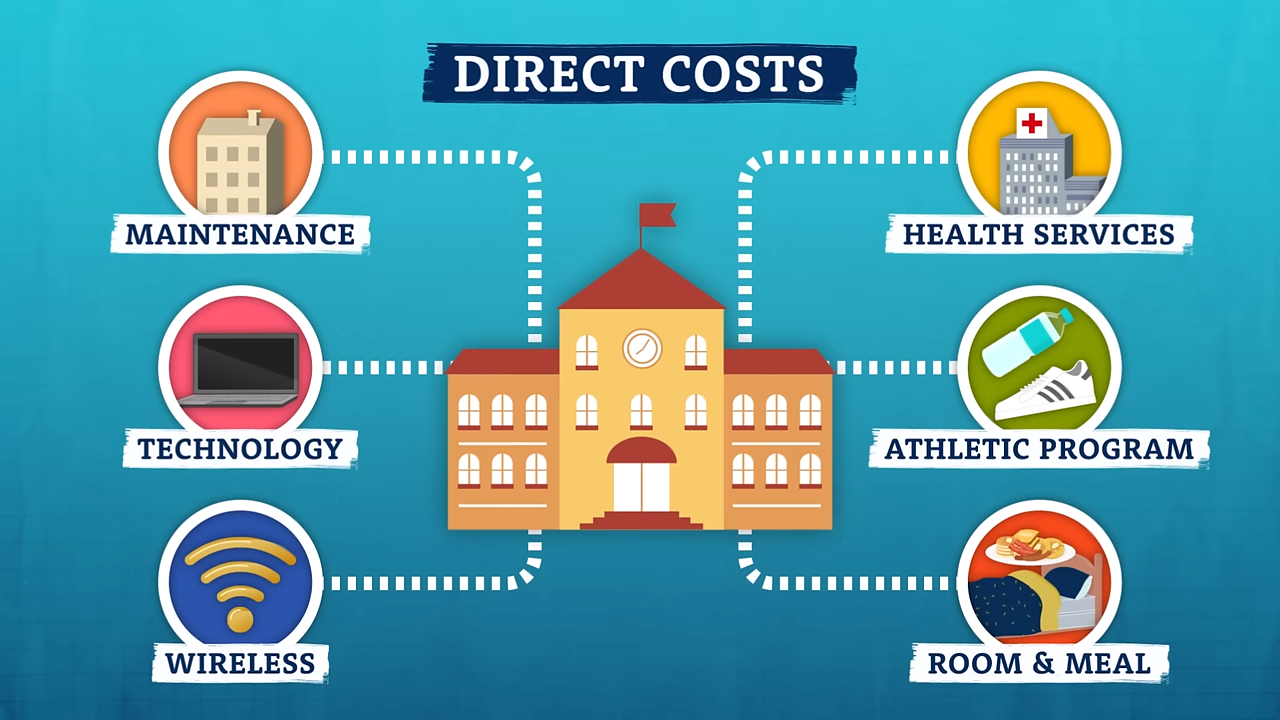 DIRECT COSTS
MAINTENANCE
HEALTH SERVICES
TECHNOLOGY
ATHLETIC PROGRAM
WIRELESS
ROOM & MEAL